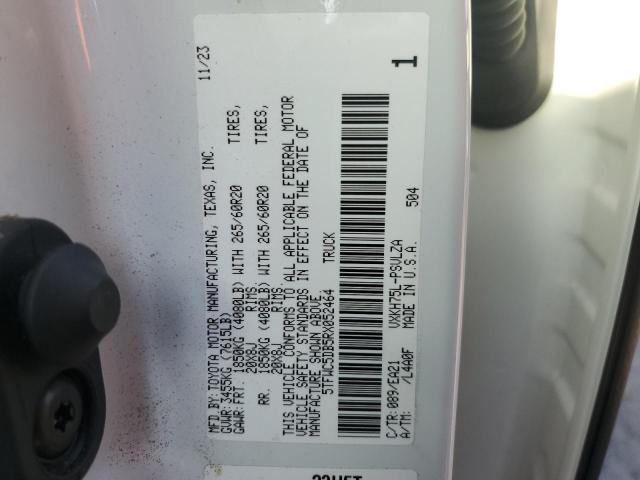 MFD. BY: TOYOTA MOTOR MANUFACTURING, TEXAS, INC. 11/23
GVWR: 3455KG (7615LB)
GAWR: FRT. 1850KG (4080LB) WITH 265/60R20 TIRES,
20X8J RIMS,
RR. 1850KG (4080LB) WITH 265/60R20 TIRES,
20X8J RIMS,
THIS VEHICLE CONFORMS TO ALL APPLICABLE FEDERAL MOTOR
VEHICLE SAFETY STANDARDS IN EFFECT ON THE DATE OF
MANUFACTURE SHOWN ABOVE
5TFWC5DB5RX052464 TRUCK
C/TR: 089/EA21 VXKH75L-PSVLZA
A/TM: /L4A0F MADE IN U.S.A. 504
1